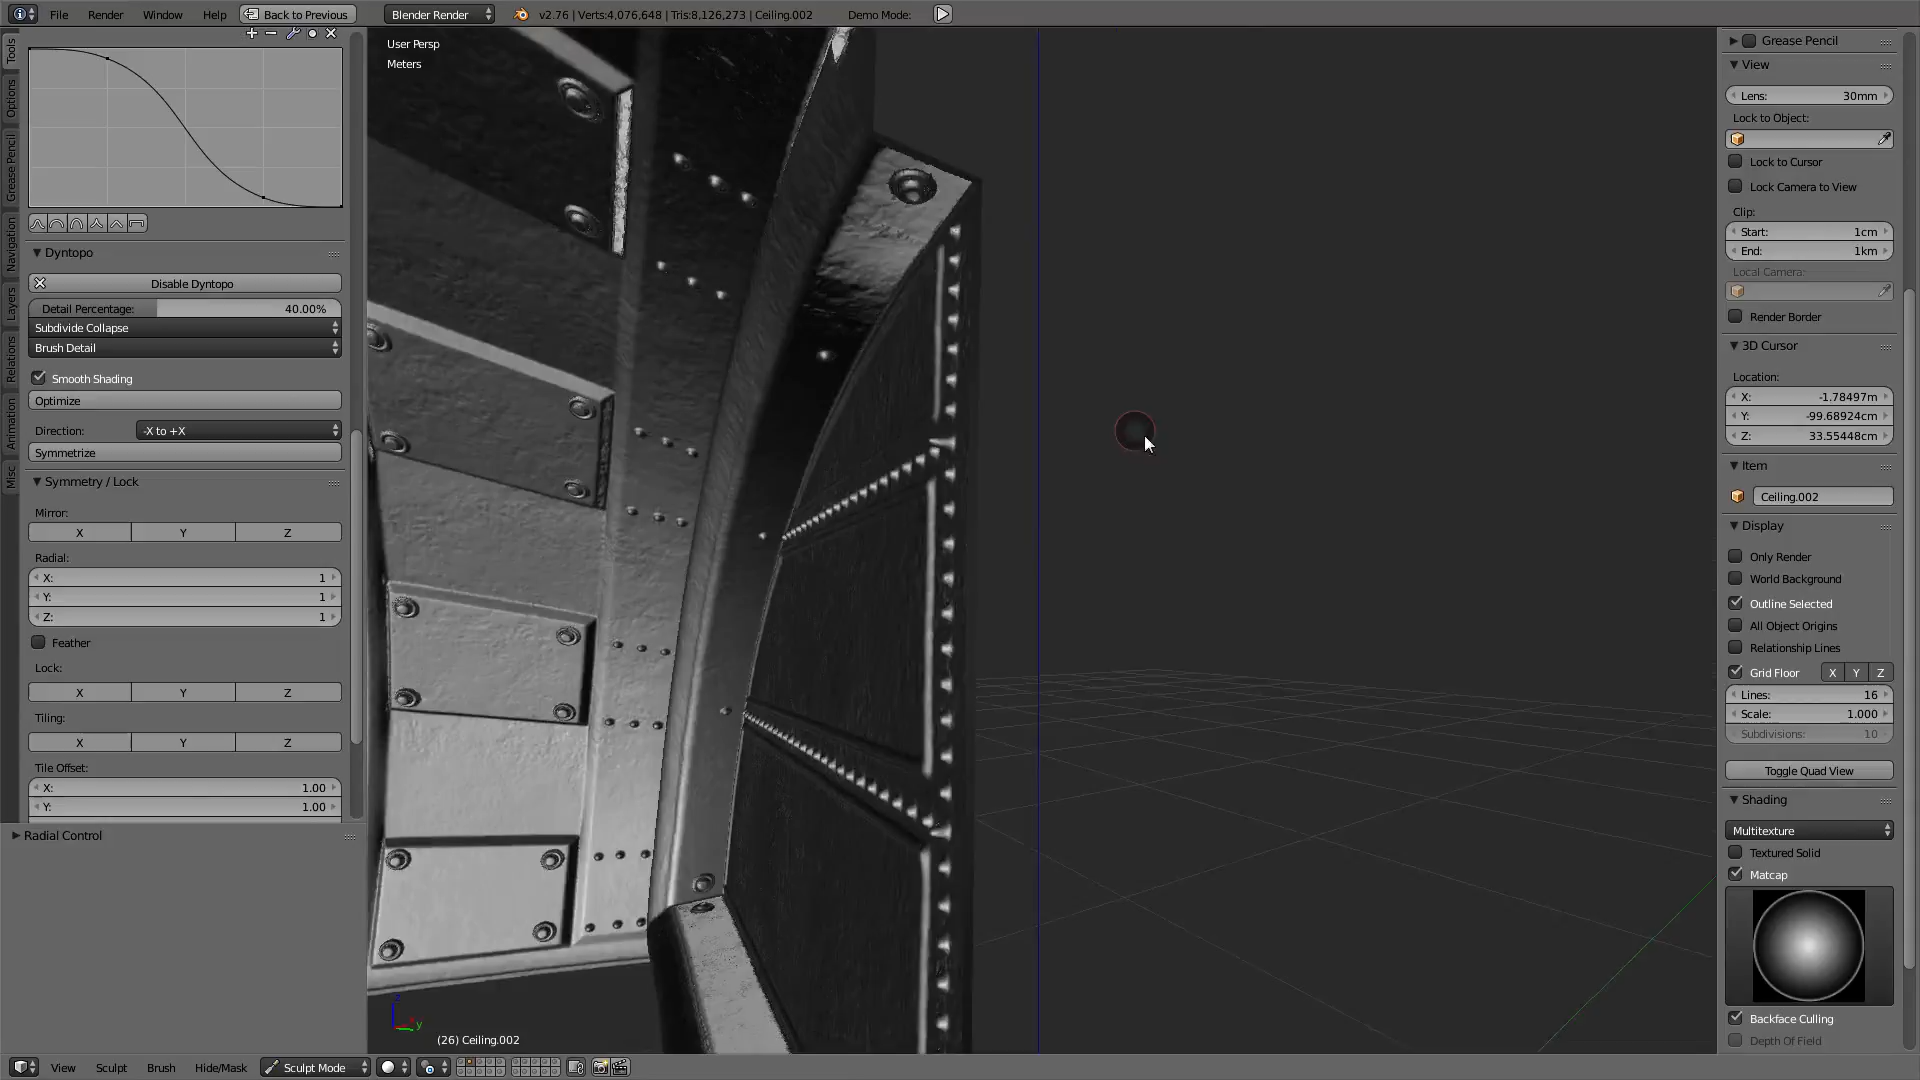 File Render Window Help Back to Previous Blender Render v2.76 | Verts:4,076,648 | Tris:8,126,273 | Ceiling.002 Demo Mode:
Tools
Options
Grease Pencil
Navigation
Layers
Relations
Animation
Misc
Dyntopo
Disable Dyntopo
Detail Percentage: 40.00%
Subdivide Collapse
Brush Detail
Smooth Shading
Optimize
Direction: -X to +X
Symmetrize
Symmetry / Lock
Mirror:
X Y Z
Radial:
X: 1
Y: 1
Z: 1
Feather
Lock:
X Y Z
Tiling:
X Y Z
Tile Offset:
X: 1.00
Y: 1.00
Radial Control
User Persp
Meters
z
y
(26) Ceiling.002
Grease Pencil
View
Lens: 30mm
Lock to Object:
Lock to Cursor
Lock Camera to View
Clip:
Start: 1cm
End: 1km
Local Camera:
Render Border
3D Cursor
Location:
X: -1.78497m
Y: -99.68924cm
Z: 33.55448cm
Item
Ceiling.002
Display
Only Render
World Background
Outline Selected
All Object Origins
Relationship Lines
Grid Floor X Y Z
Lines: 16
Scale: 1.000
Subdivisions: 10
Toggle Quad View
Shading
Multitexture
Textured Solid
Matcap
Backface Culling
Depth Of Field
View Sculpt Brush Hide/Mask Sculpt Mode